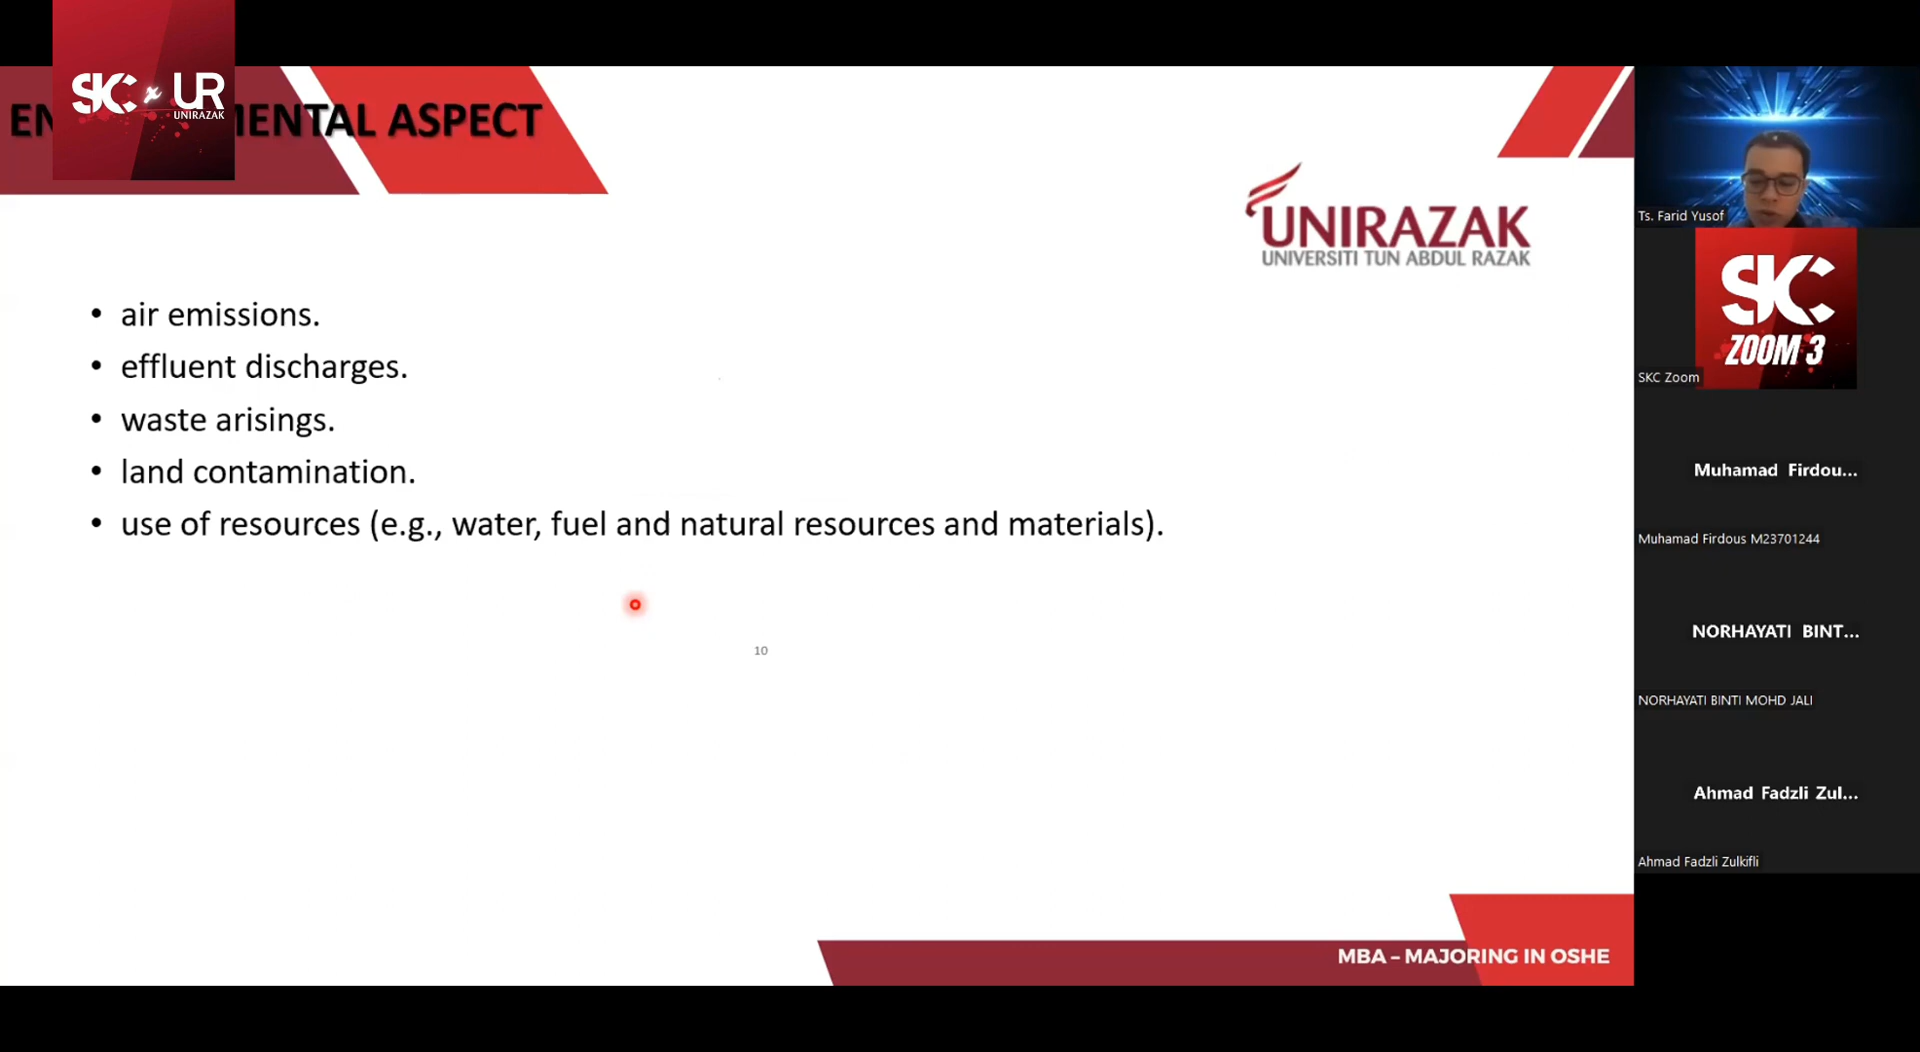 SKC x UR
UNIRAZAK
EN MENTAL ASPECT
UNIRAZAK
UNIVERSITI TUN ABDUL RAZAK
• air emissions.
• effluent discharges.
• waste arisings.
• land contamination.
• use of resources (e.g., water, fuel and natural resources and materials).
10
MBA – MAJORING IN OSHE
Ts. Farid Yusof
SKC
ZOOM 3
SKC Zoom
Muhamad Firdou...
Muhamad Firdous M23701244
NORHAYATI BINT...
NORHAYATI BINTI MOHD JALI
Ahmad Fadzli Zul...
Ahmad Fadzli Zulkifli